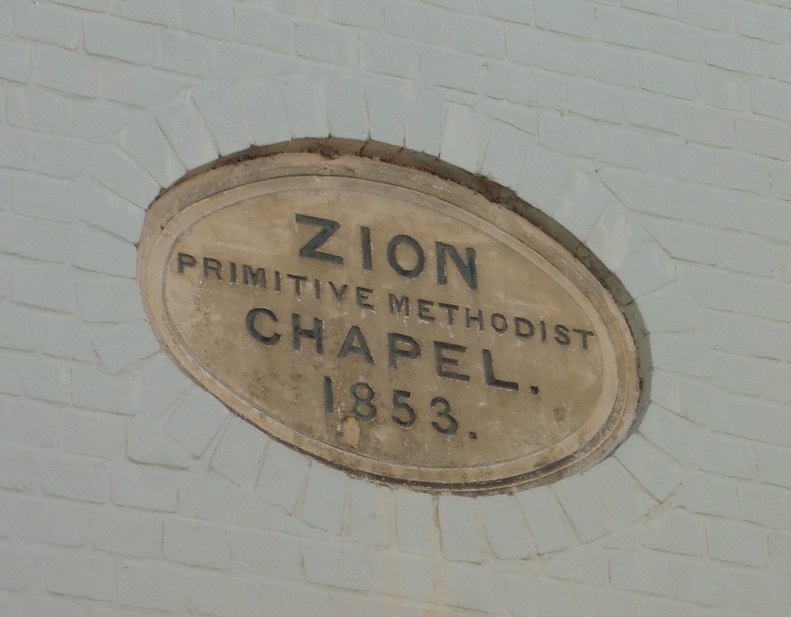 ZION
PRIMITIVE METHODIST
CHAPEL.
1853.